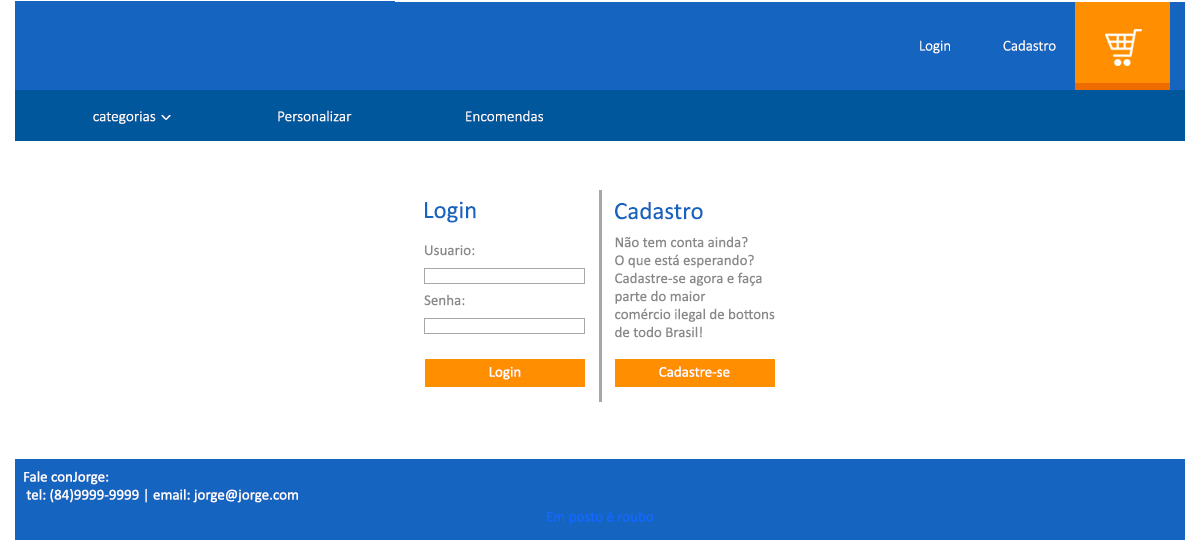 Login
Cadastro
categorias
Personalizar
Encomendas
Login
Usuario:
Senha:
Login
Cadastro
Não tem conta ainda?
O que está esperando?
Cadastre-se agora e faça
parte do maior
comércio ilegal de bottons
de todo Brasil!
Cadastre-se
Fale conJorge:
tel: (84)9999-9999 | email: jorge@jorge.com
Em posto é roubo